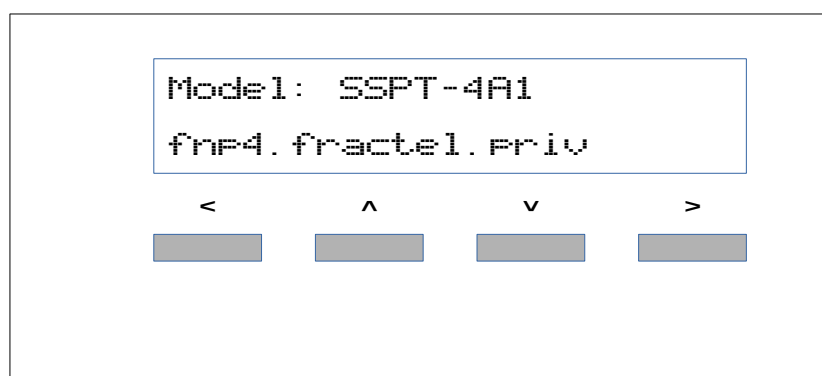 Model: SSPT-4A1
fnp4.fractel.priv
< ʌ v >